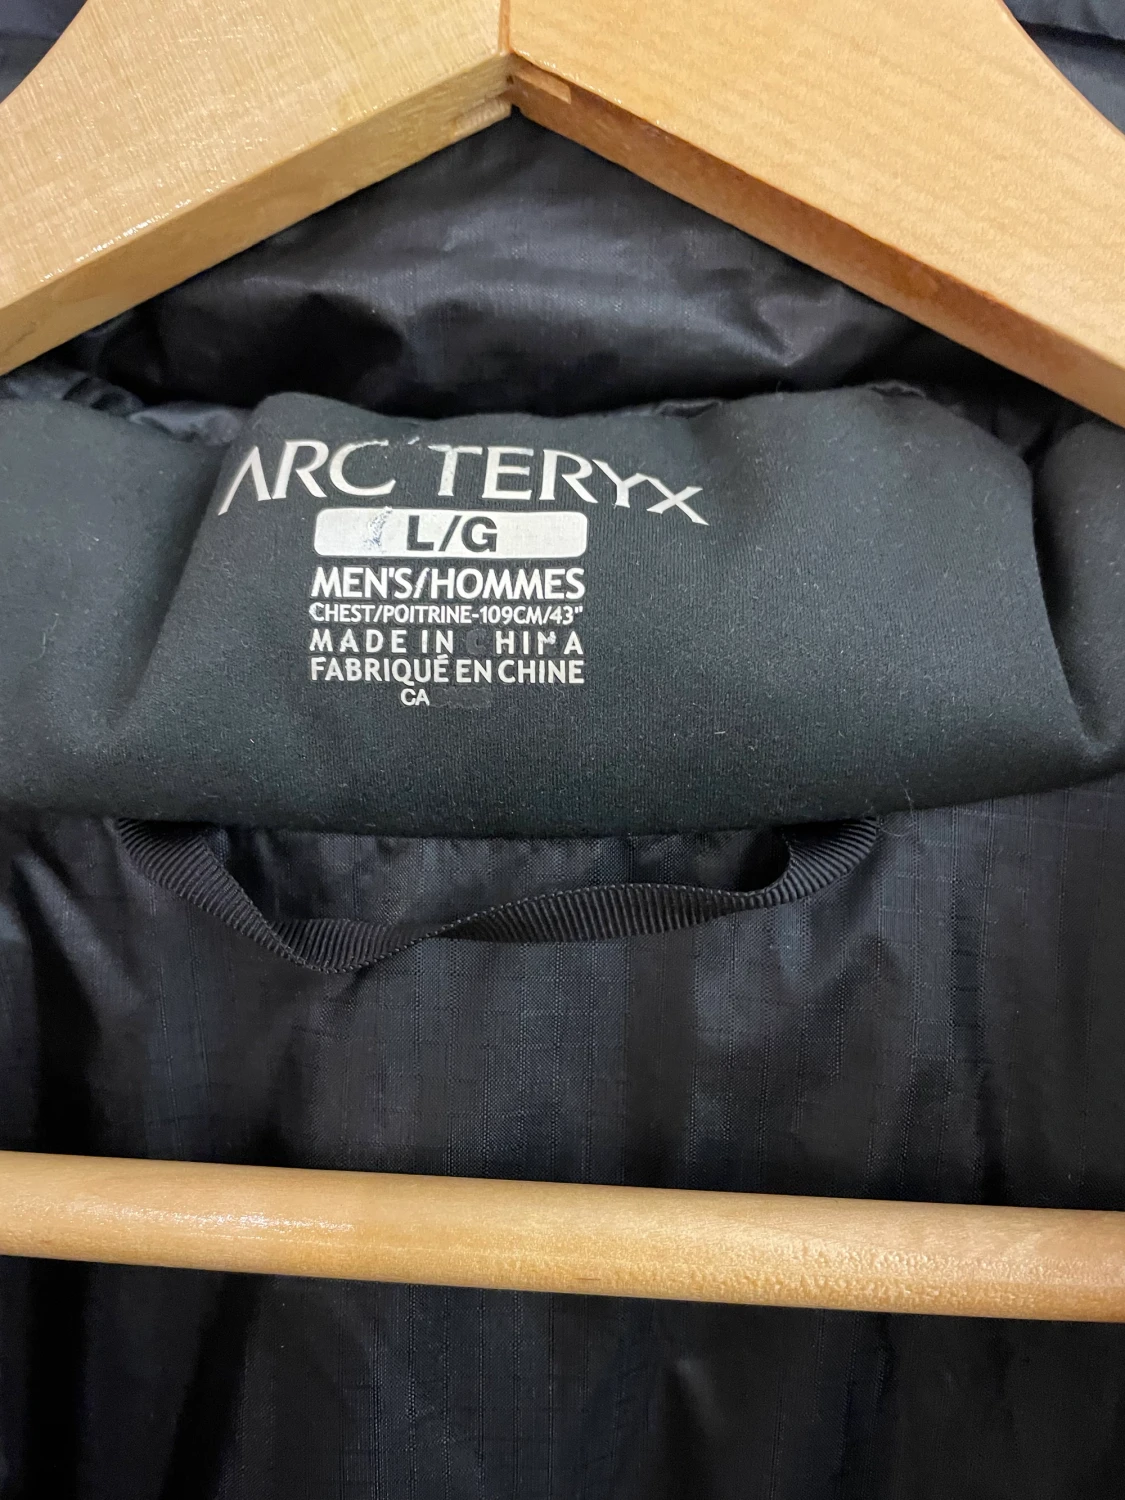 ARC'TERYX
L/G
MEN'S/HOMMES
CHEST/POITRINE-109CM/43"
MADE IN CHINA
FABRIQUÉ EN CHINE
CA